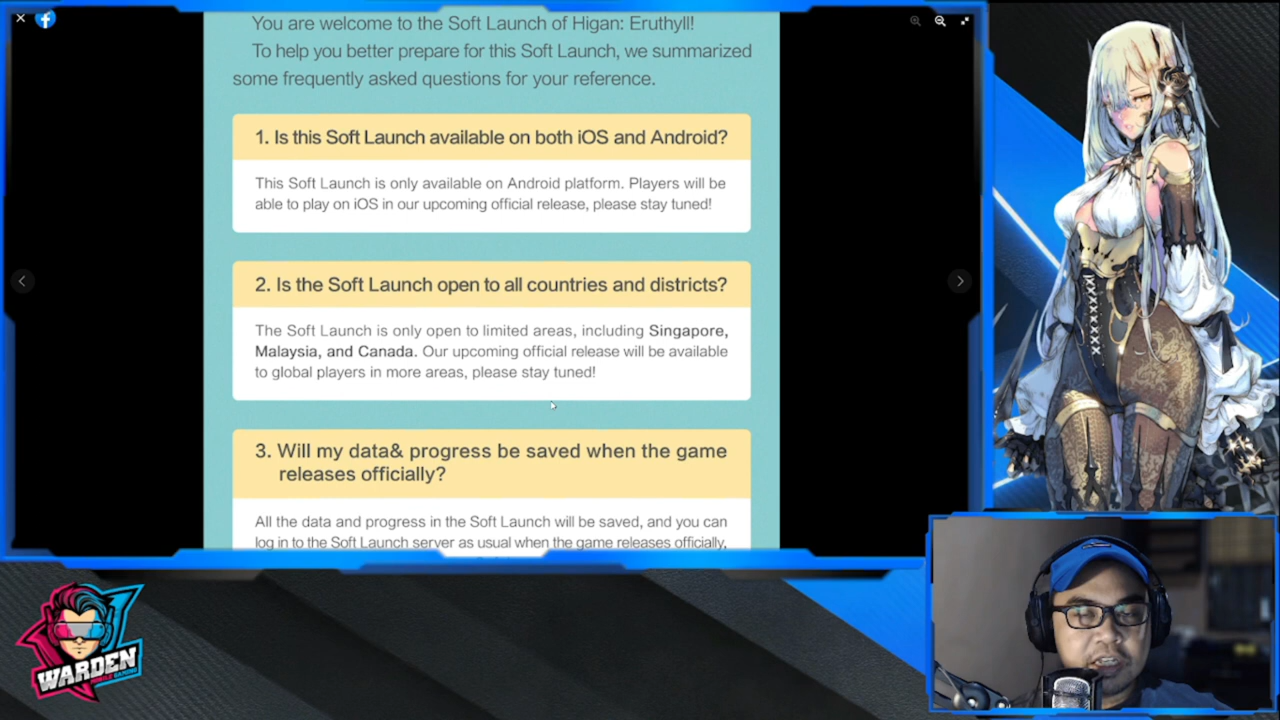 You are welcome to the Soft Launch of Higan: Eruthyll!
To help you better prepare for this Soft Launch, we summarized
some frequently asked questions for your reference.
1. Is this Soft Launch available on both iOS and Android?
This Soft Launch is only available on Android platform. Players will be
able to play on iOS in our upcoming official release, please stay tuned!
2. Is the Soft Launch open to all countries and districts?
The Soft Launch is only open to limited areas, including Singapore,
Malaysia, and Canada. Our upcoming official release will be available
to global players in more areas, please stay tuned!
3. Will my data& progress be saved when the game
releases officially?
All the data and progress in the Soft Launch will be saved, and you can
log in to the Soft Launch server as usual when the game releases officially,
WARDEN
MOBILE GAMING